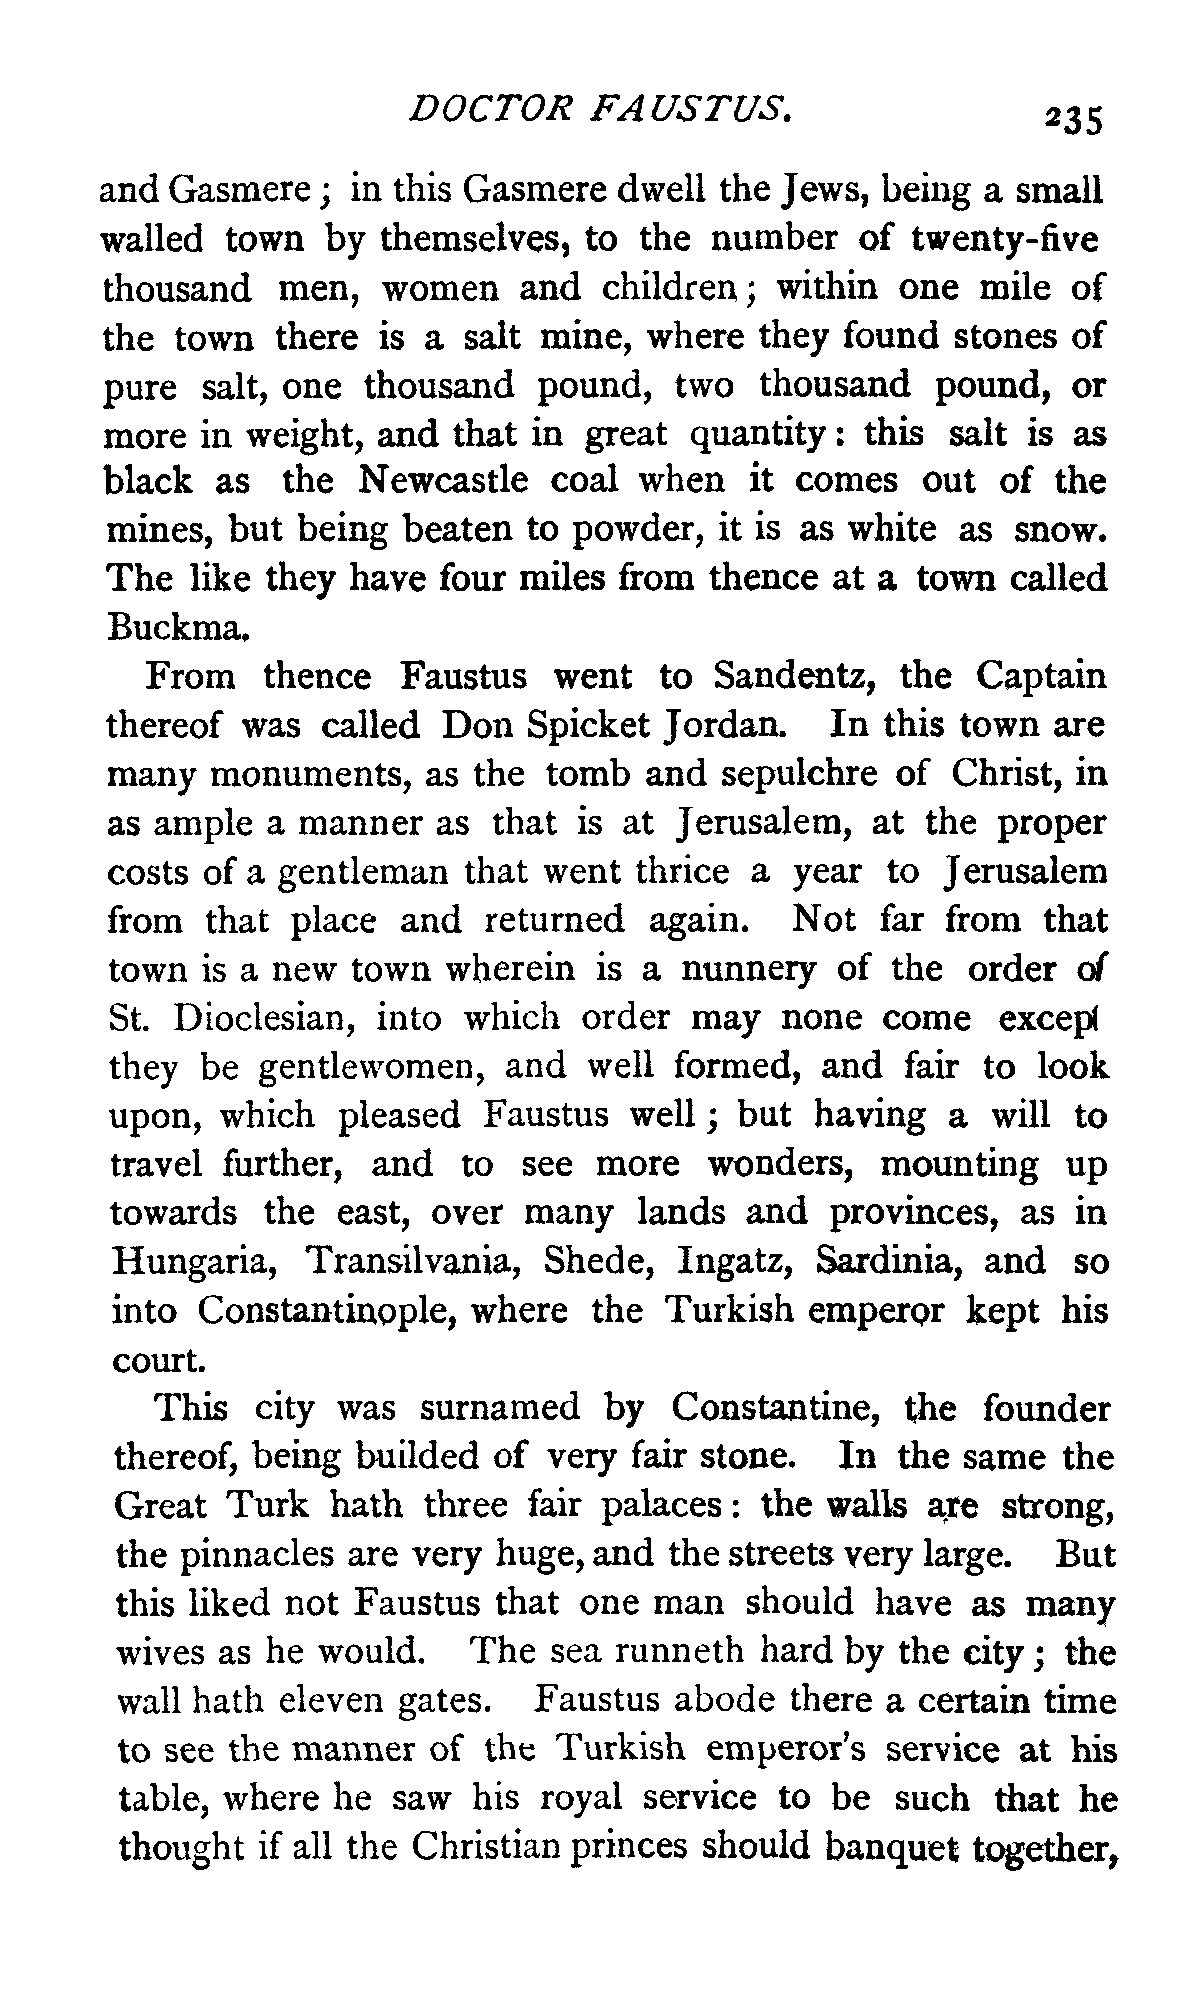 DOCTOR FAUSTUS. 235
and Gasmere ; in this Gasmere dwell the Jews, being a small
walled town by themselves, to the number of twenty-five
thousand men, women and children ; within one mile of
the town there is a salt mine, where they found stones of
pure salt, one thousand pound, two thousand pound, or
more in weight, and that in great quantity : this salt is as
black as the Newcastle coal when it comes out of the
mines, but being beaten to powder, it is as white as snow.
The like they have four miles from thence at a town called
Buckma.
From thence Faustus went to Sandentz, the Captain
thereof was called Don Spicket Jordan. In this town are
many monuments, as the tomb and sepulchre of Christ, in
as ample a manner as that is at Jerusalem, at the proper
costs of a gentleman that went thrice a year to Jerusalem
from that place and returned again. Not far from that
town is a new town wherein is a nunnery of the order of
St. Dioclesian, into which order may none come except
they be gentlewomen, and well formed, and fair to look
upon, which pleased Faustus well ; but having a will to
travel further, and to see more wonders, mounting up
towards the east, over many lands and provinces, as in
Hungaria, Transilvania, Shede, Ingatz, Sardinia, and so
into Constantinople, where the Turkish emperor kept his
court.
This city was surnamed by Constantine, the founder
thereof, being builded of very fair stone. In the same the
Great Turk hath three fair palaces : the walls are strong,
the pinnacles are very huge, and the streets very large. But
this liked not Faustus that one man should have as many
wives as he would. The sea runneth hard by the city ; the
wall hath eleven gates. Faustus abode there a certain time
to see the manner of the Turkish emperor's service at his
table, where he saw his royal service to be such that he
thought if all the Christian princes should banquet together,